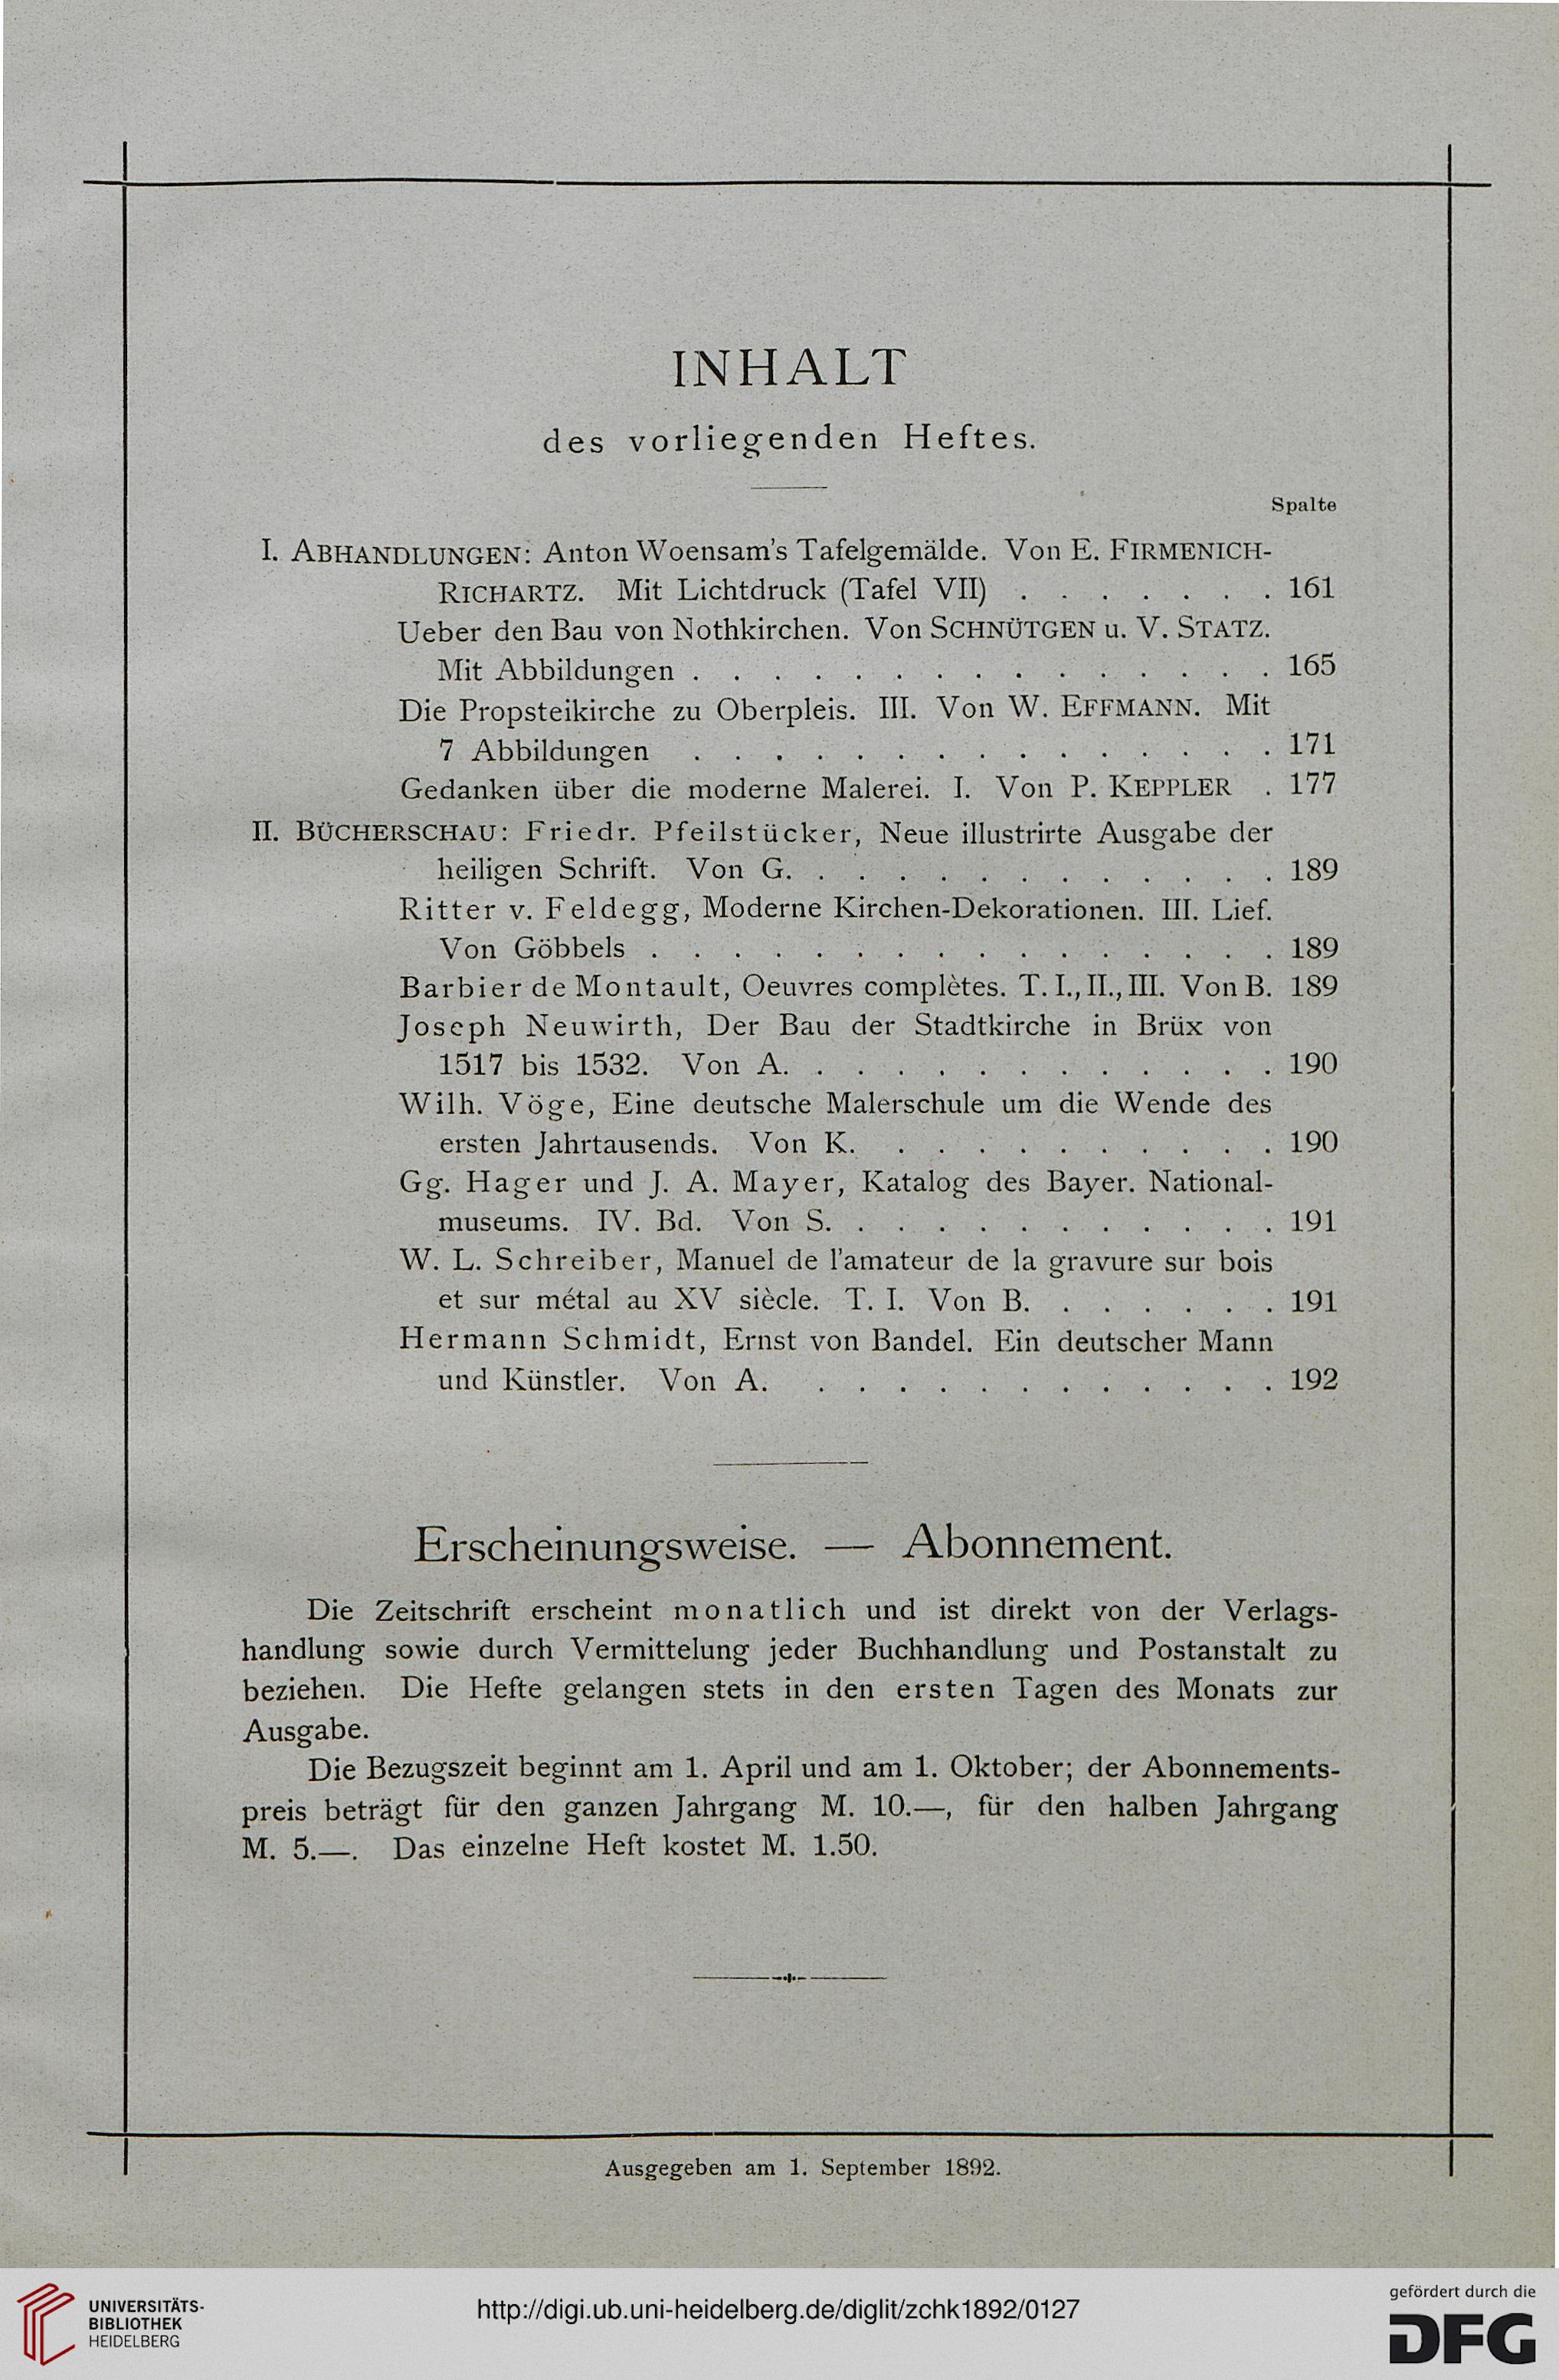 INHALT
des vorliegenden Heftes.
Spalte
I. ABHANDLUNGEN: Anton Woensam's Tafelgemälde. Von E. FIRMENICH-
RICHARTZ. Mit Lichtdruck (Tafel VII) . . . . . . . 161
Ueber den Bau von Nothkirchen. Von SCHNÜTGEN u. V. STATZ.
Mit Abbildungen . . . . . . . . . . . . . . . 165
Die Propsteikirche zu Oberpleis. III. Von W. EFFMANN. Mit
7 Abbildungen . . . . . . . . . . . . . . . 171
Gedanken über die moderne Malerei. I. Von P. KEPPLER . 177
II. BÜCHERSCHAU: Friedr. Pfeilstücker, Neue illustrirte Ausgabe der
heiligen Schrift. Von G. . . . . . . . . . . . . 189
Ritter v. Feldegg, Moderne Kirchen-Dekorationen. III. Lief.
Von Göbbels . . . . . . . . . . . . . . . . 189
Barbier de Montault, Oeuvres complètes. T. I., II., III. Von B. 189
Joseph Neuwirth, Der Bau der Stadtkirche in Brüx von
1517 bis 1532. Von A. . . . . . . . . . . . . 190
Wilh. Vöge, Eine deutsche Malerschule um die Wende des
ersten Jahrtausends. Von K. . . . . . . . . . . 190
Gg. Hager und J. A. Mayer, Katalog des Bayer. National-
museums. IV. Bd. Von S. . . . . . . . . . . . 191
W. L. Schreiber, Manuel de l'amateur de la gravure sur bois
et sur métal au XV siècle. T. I. Von B. . . . . . . 191
Hermann Schmidt, Ernst von Bandel. Ein deutscher Mann
und Künstler. Von A. . . . . . . . . . . . . 192
Erscheinungsweise. — Abonnement.
Die Zeitschrift erscheint monatlich und ist direkt von der Verlags-
handlung sowie durch Vermittelung jeder Buchhandlung und Postanstalt zu
beziehen. Die Hefte gelangen stets in den ersten Tagen des Monats zur
Ausgabe.
Die Bezugszeit beginnt am 1. April und am 1. Oktober; der Abonnements-
preis beträgt für den ganzen Jahrgang M. 10.—, für den halben Jahrgang
M. 5.—. Das einzelne Heft kostet M. 1.50.
Ausgegeben am 1. September 1892.
UNIVERSITÄTS-
BIBLIOTHEK
HEIDELBERG
http://digi.ub.uni-heidelberg.de/diglit/zchk1892/0127
gefördert durch die
DFG